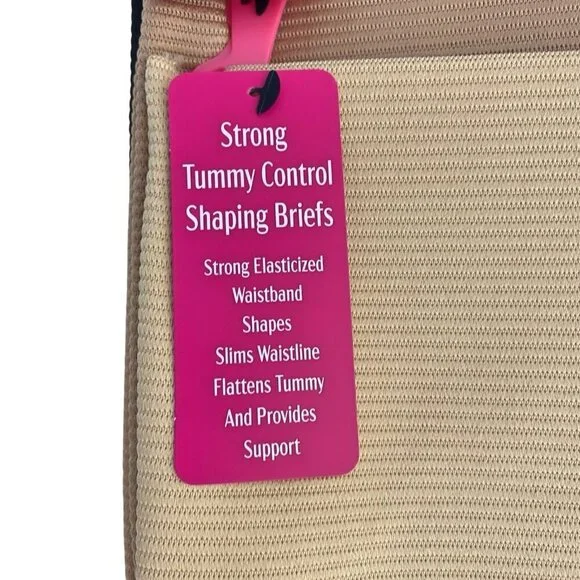 Strong
Tummy Control
Shaping Briefs
Strong Elasticized
Waistband
Shapes
Slims Waistline
Flattens Tummy
And Provides
Support